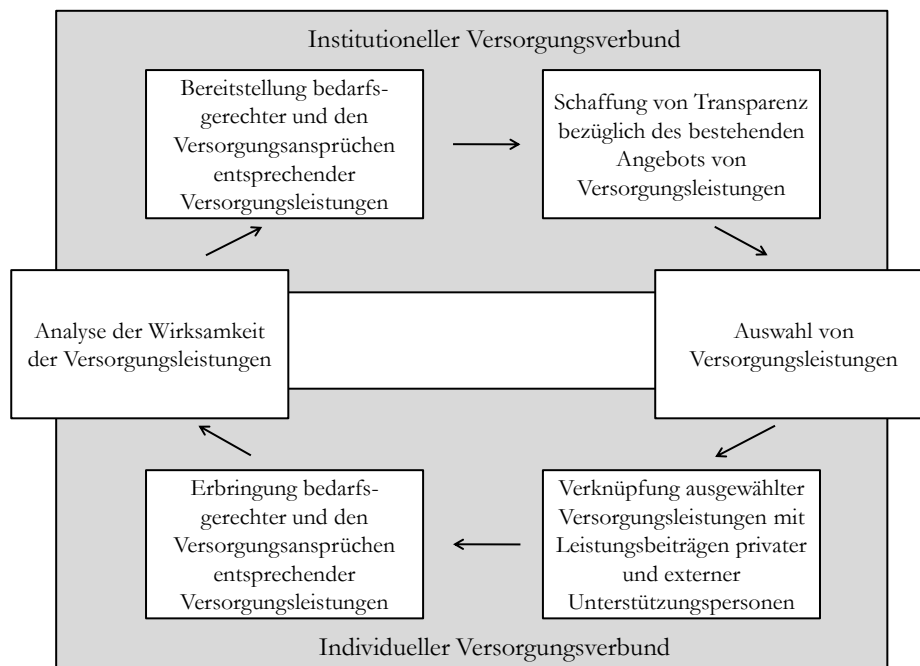 Institutioneller Versorgungsverbund
Bereitstellung bedarfs-
gerechter und den
Versorgungsansprüchen
entsprechender
Versorgungsleistungen
Schaffung von Transparenz
bezüglich des bestehenden
Angebots von
Versorgungsleistungen
Analyse der Wirksamkeit
der Versorgungsleistungen
Auswahl von
Versorgungsleistungen
Erbringung bedarfs-
gerechter und den
Versorgungsansprüchen
entsprechender
Versorgungsleistungen
Verknüpfung ausgewählter
Versorgungsleistungen mit
Leistungsbeiträgen privater
und externer
Unterstützungspersonen
Individueller Versorgungsverbund